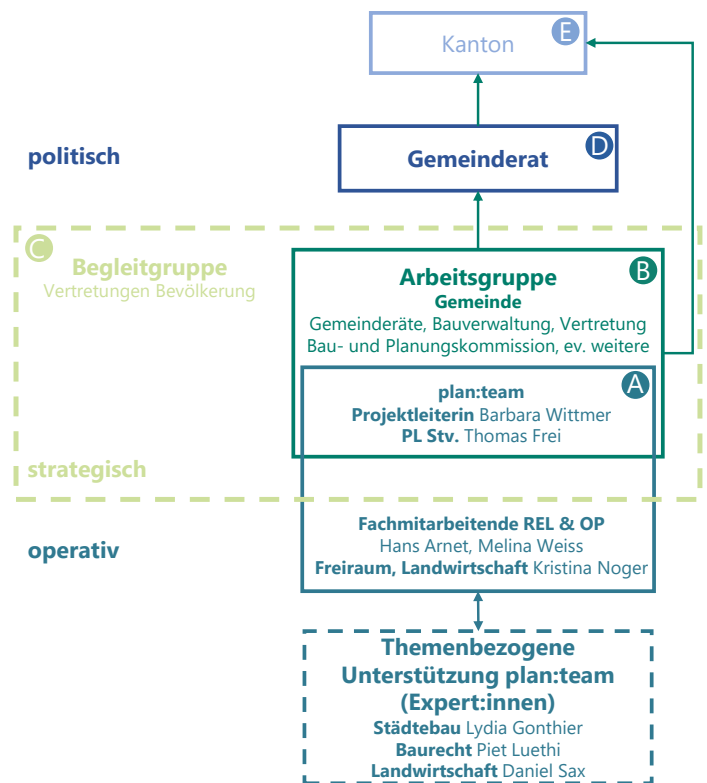 Kanton
E
politisch
Gemeinderat
D
C
Begleitgruppe
Vertretungen Bevölkerung
B
Arbeitsgruppe
Gemeinde
Gemeinderäte, Bauverwaltung, Vertretung
Bau- und Planungskommission, ev. weitere
A
plan:team
Projektleiterin Barbara Wittmer
PL Stv. Thomas Frei
strategisch
operativ
Fachmitarbeitende REL & OP
Hans Arnet, Melina Weiss
Freiraum, Landwirtschaft Kristina Noger
Themenbezogene
Unterstützung plan:team
(Expert:innen)
Städtebau Lydia Gonthier
Baurecht Piet Luethi
Landwirtschaft Daniel Sax